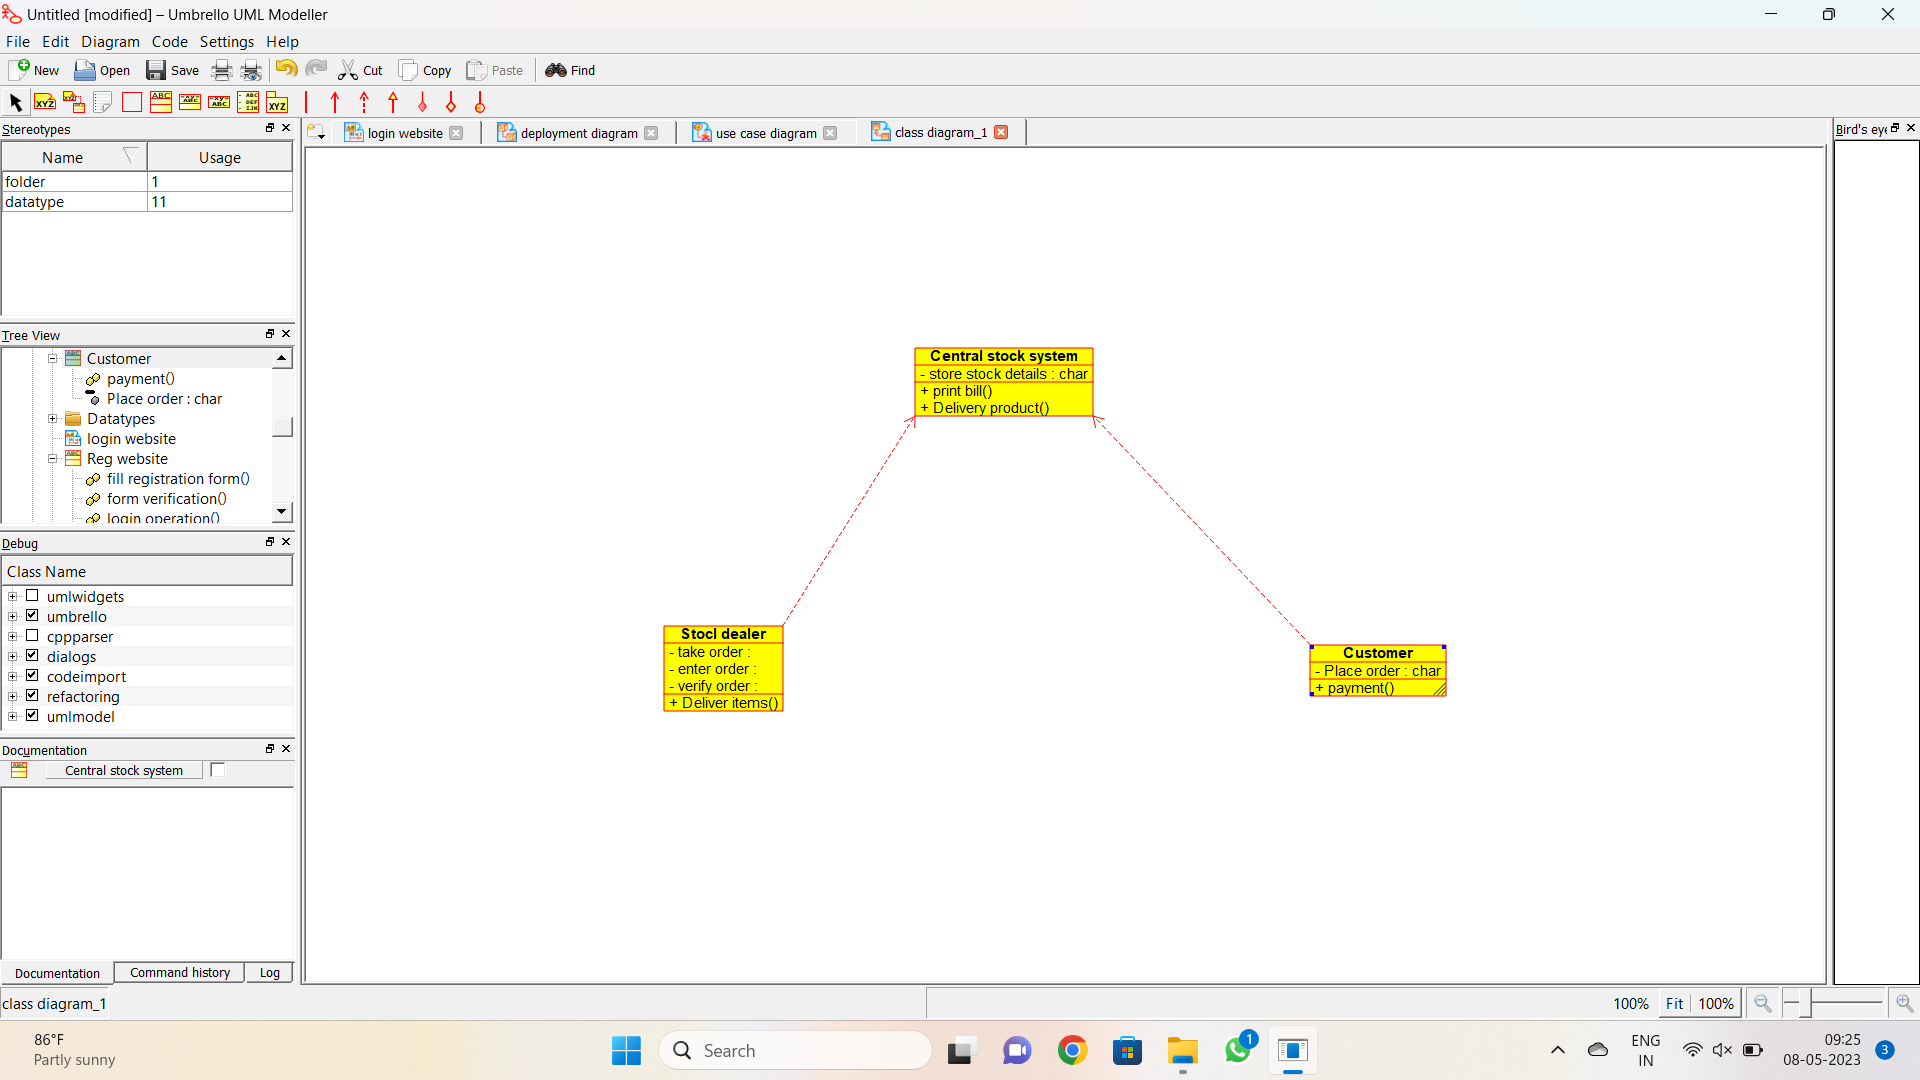 Untitled [modified] – Umbrello UML Modeller
File Edit Diagram Code Settings Help
New Open Save Cut Copy Paste Find
Stereotypes
Name Usage
folder 1
datatype 11
Tree View
Customer
payment()
Place order : char
Datatypes
login website
Reg website
fill registration form()
form verification()
login operation()
Debug
Class Name
umlwidgets
umbrello
cppparser
dialogs
codeimport
refactoring
umlmodel
Documentation
Central stock system
Documentation Command history Log
class diagram_1
login website deployment diagram use case diagram class diagram_1
Central stock system
- store stock details : char
+ print bill()
+ Delivery product()
Stocl dealer
- take order :
- enter order :
- verify order :
+ Deliver items()
Customer
- Place order : char
+ payment()
Bird's eye
100% Fit 100%
86°F
Partly sunny
Search
1
ENG
IN
09:25
08-05-2023
3